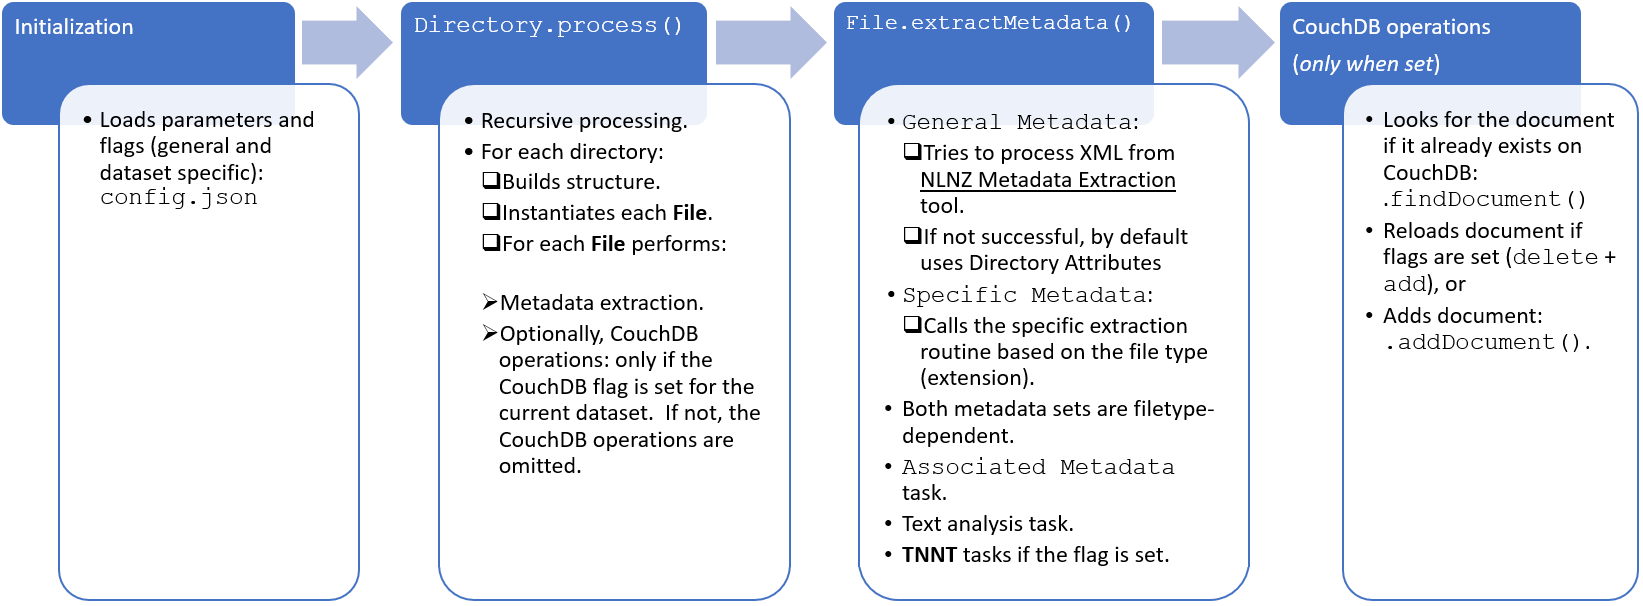 Initialization
• Loads parameters and
flags (general and
dataset specific):
config.json
Directory.process()
• Recursive processing.
• For each directory:
❑Builds structure.
❑Instantiates each File.
❑For each File performs:
➢Metadata extraction.
➢Optionally, CouchDB
operations: only if the
CouchDB flag is set for the
current dataset. If not, the
CouchDB operations are
omitted.
File.extractMetadata()
• General Metadata:
❑Tries to process XML from
NLNZ Metadata Extraction
tool.
❑If not successful, by default
uses Directory Attributes
• Specific Metadata:
❑Calls the specific extraction
routine based on the file type
(extension).
• Both metadata sets are filetype-
dependent.
• Associated Metadata
task.
• Text analysis task.
• TNNT tasks if the flag is set.
CouchDB operations
(only when set)
• Looks for the document
if it already exists on
CouchDB:
.findDocument()
• Reloads document if
flags are set (delete +
add), or
• Adds document:
.addDocument().